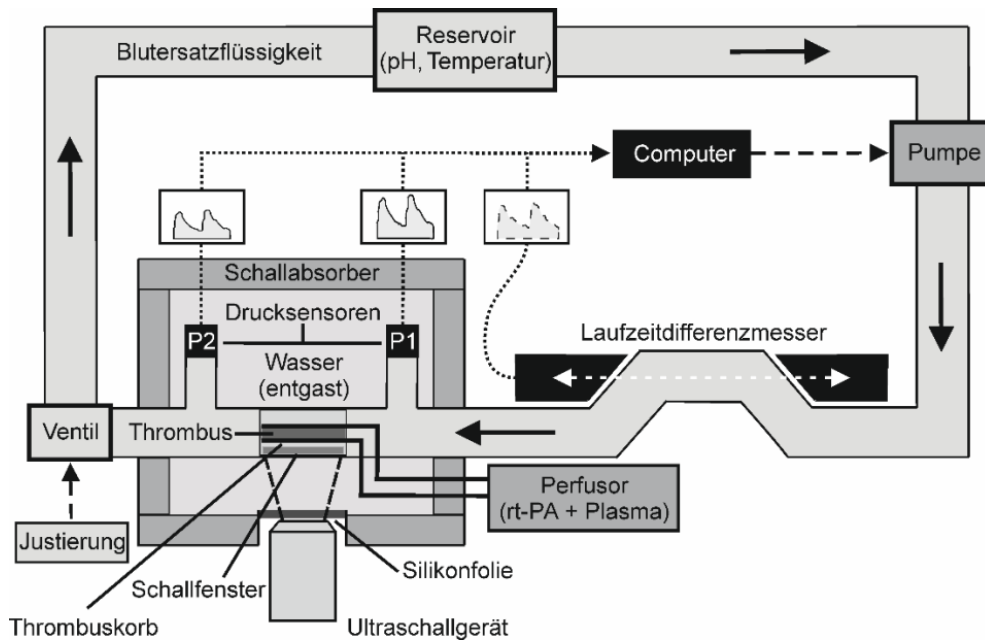 Blutersatzflüssigkeit
Reservoir
(pH, Temperatur)
Computer
Pumpe
Schallabsorber
Drucksensoren
P2
P1
Wasser
(entgast)
Laufzeitdifferenzmesser
Ventil
Thrombus
Perfusor
(rt-PA + Plasma)
Justierung
Silikonfolie
Schallfenster
Thrombuskorb
Ultraschallgerät